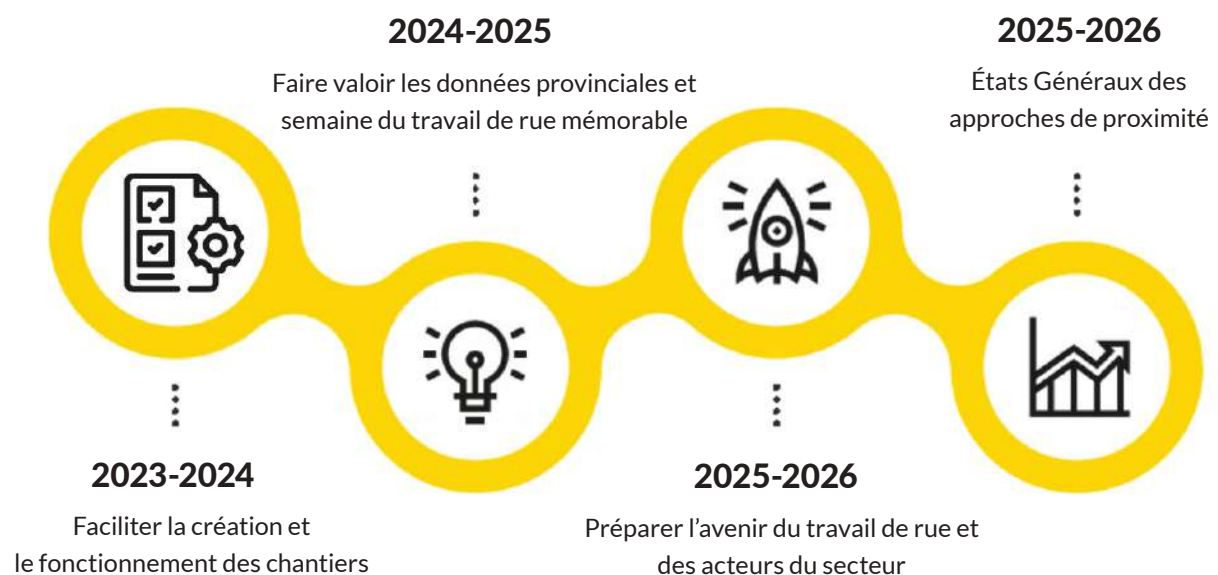 2023-2024
Faciliter la création et
le fonctionnement des chantiers
2024-2025
Faire valoir les données provinciales et
semaine du travail de rue mémorable
2025-2026
Préparer l’avenir du travail de rue et
des acteurs du secteur
2025-2026
États Généraux des
approches de proximité